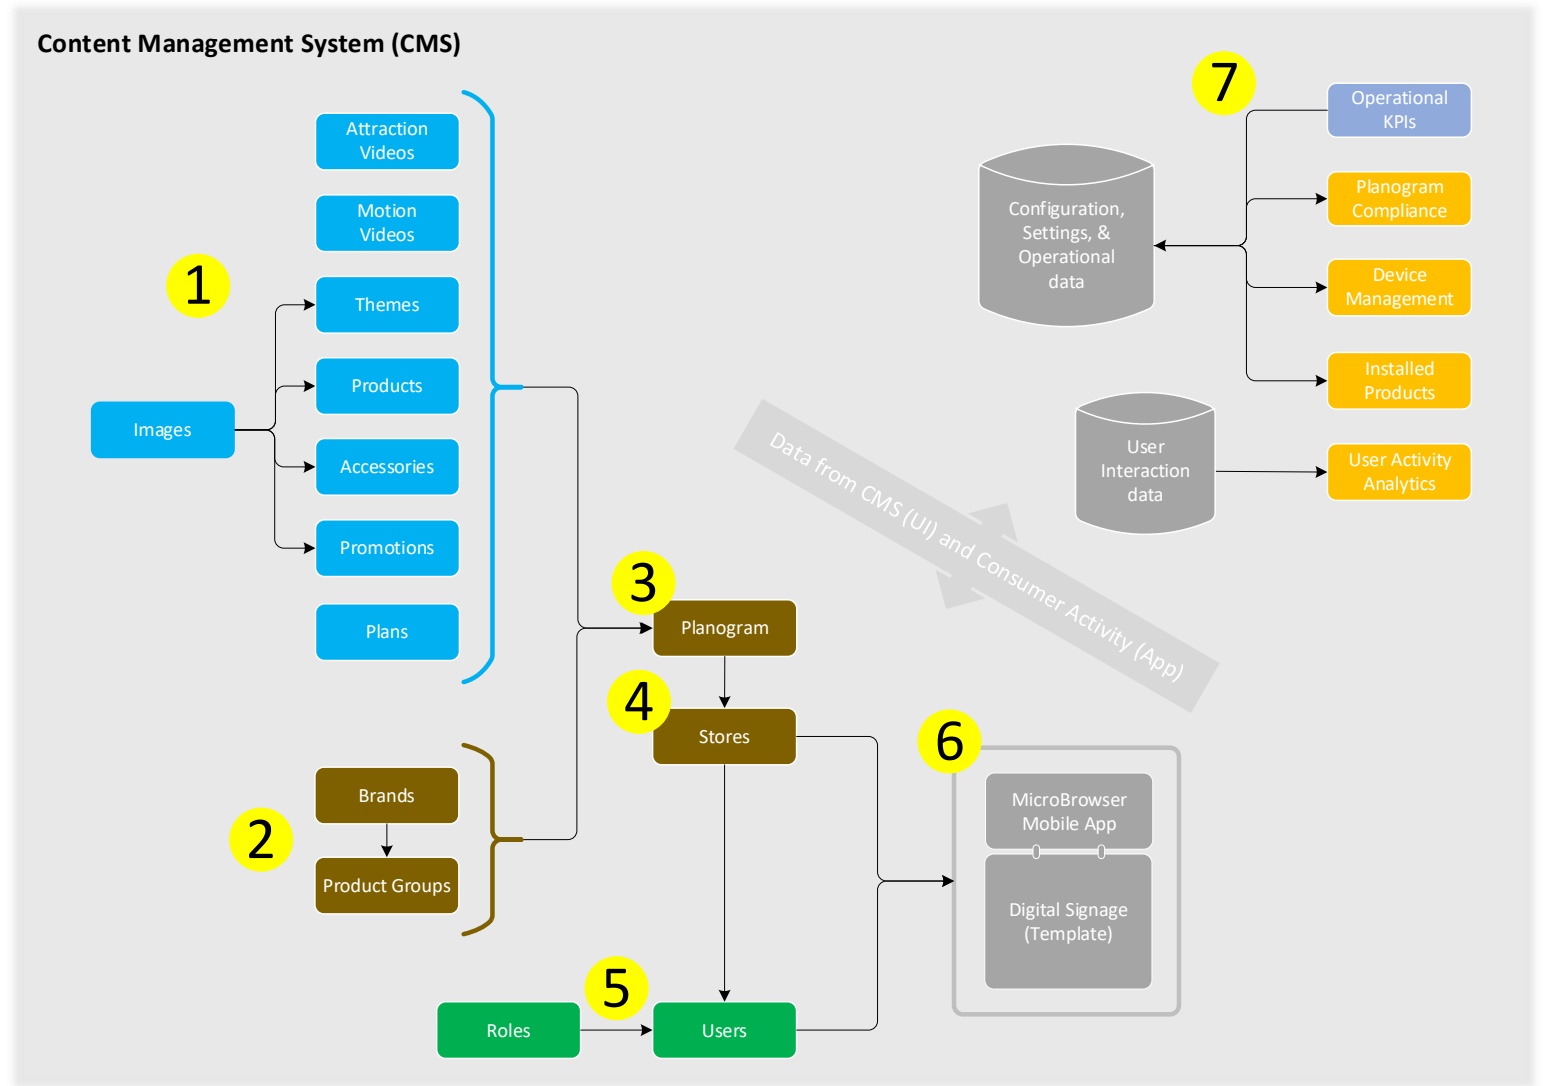 Content Management System (CMS)
1
Attraction
Videos
Motion
Videos
Themes
Products
Images
Accessories
Promotions
Plans
2
Brands
Product Groups
3
Planogram
4
Stores
5
Roles
Users
6
MicroBrowser
Mobile App
Digital Signage
(Template)
Data from CMS (UI) and Consumer Activity (App)
7
Operational
KPIs
Configuration,
Settings, &
Operational
data
Planogram
Compliance
Device
Management
Installed
Products
User
Interaction
data
User Activity
Analytics